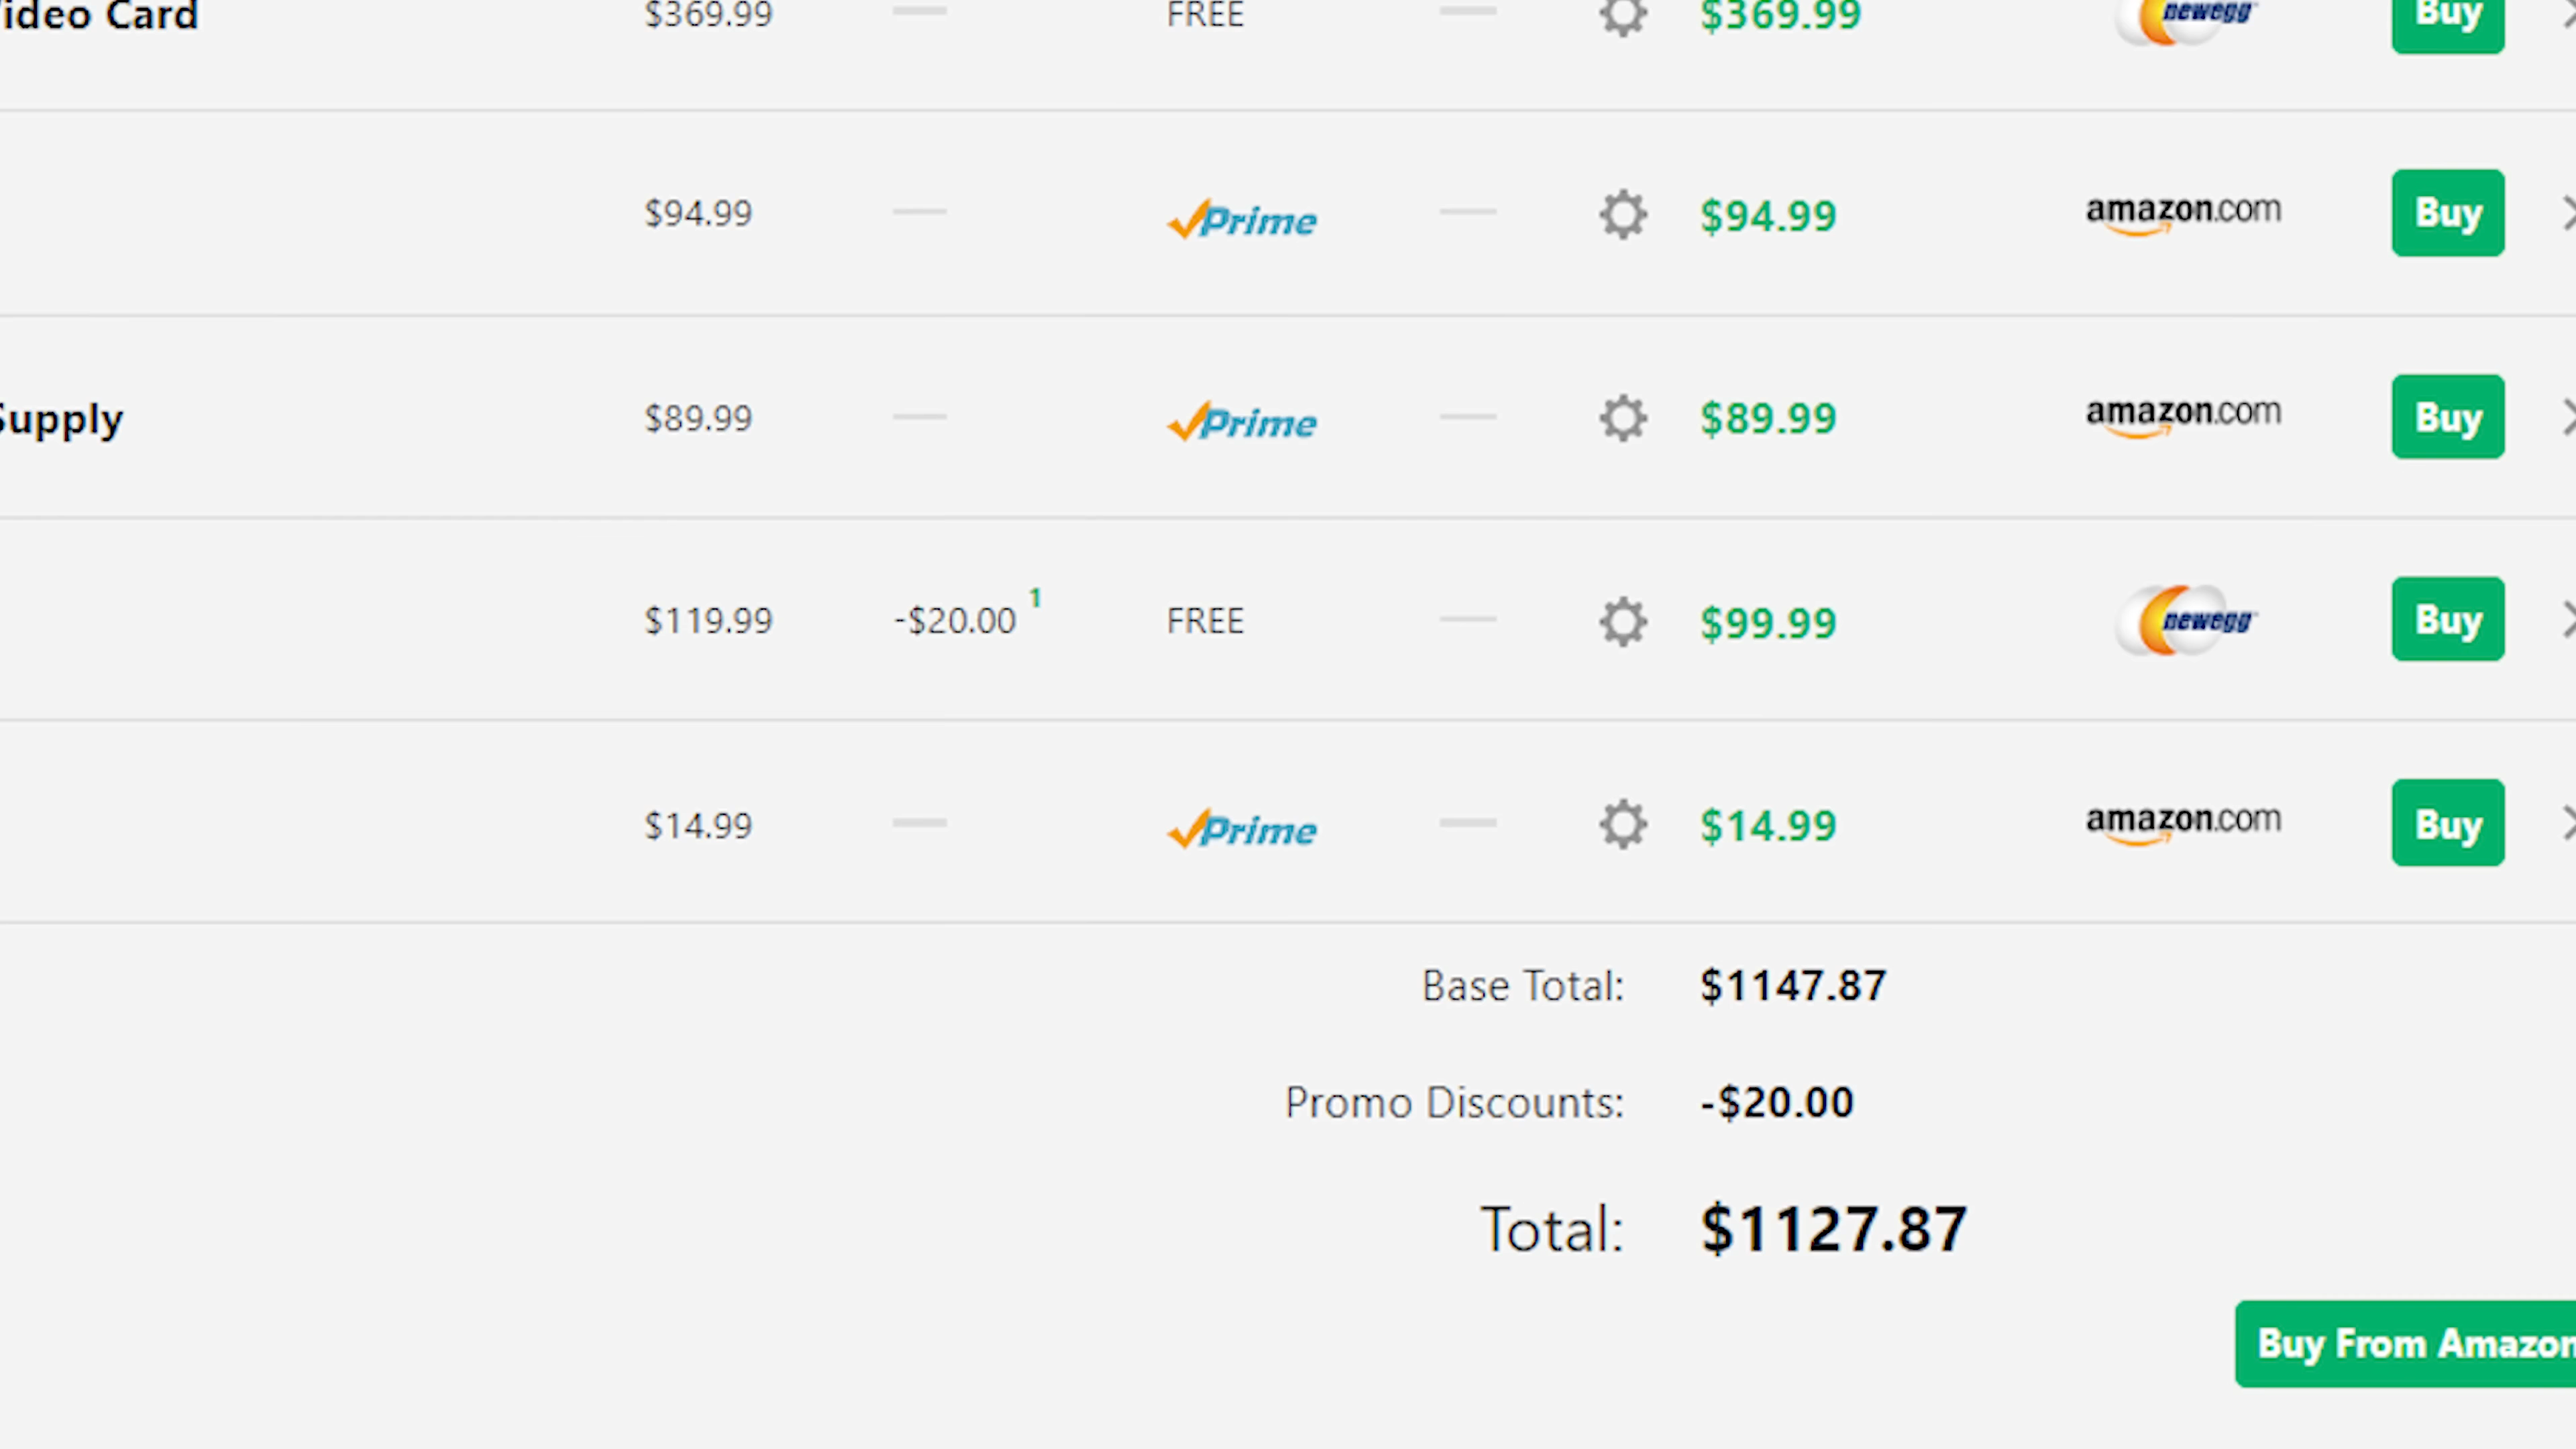 Video Card $369.99 — FREE — $369.99 newegg Buy
$94.99 — Prime — $94.99 amazon.com Buy
Supply $89.99 — Prime — $89.99 amazon.com Buy
$119.99 -$20.00 1 FREE — $99.99 newegg Buy
$14.99 — Prime — $14.99 amazon.com Buy
Base Total: $1147.87
Promo Discounts: -$20.00
Total: $1127.87
Buy From Amazon